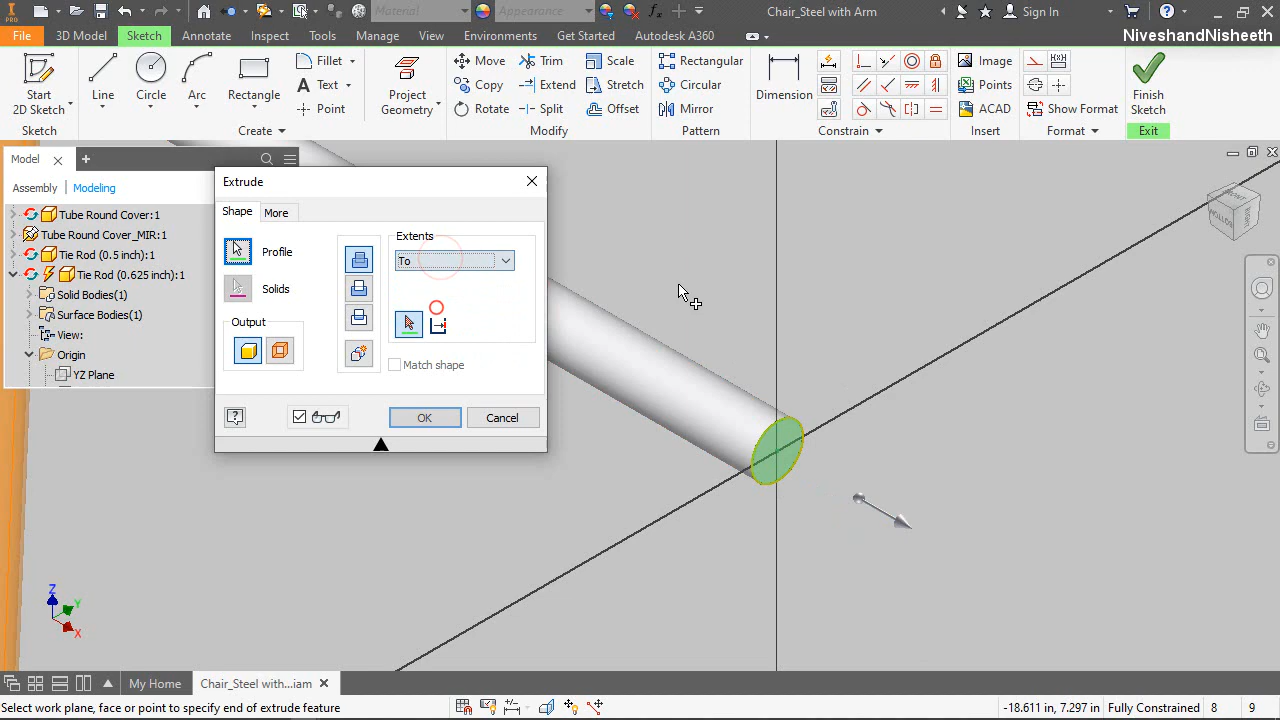 PRO
Material
Appearance
Chair_Steel with Arm
Sign In
File
3D Model
Sketch
Annotate
Inspect
Tools
Manage
View
Environments
Get Started
Autodesk A360
NiveshandNisheeth
Start
2D Sketch
Line
Circle
Arc
Rectangle
Fillet
Text
Point
Project
Geometry
Move
Copy
Rotate
Trim
Extend
Split
Scale
Stretch
Offset
Rectangular
Circular
Mirror
Dimension
Image
Points
ACAD
Show Format
Finish
Sketch
Sketch
Create
Modify
Pattern
Constrain
Insert
Format
Exit
Model
Assembly
Modeling
Tube Round Cover:1
Tube Round Cover_MIR:1
Tie Rod (0.5 inch):1
Tie Rod (0.625 inch):1
Solid Bodies(1)
Surface Bodies(1)
View:
Origin
YZ Plane
Extrude
Shape
More
Profile
Solids
Output
Extents
To
Match shape
OK
Cancel
FRONT
BOTTOM
Z
Y
X
My Home
Chair_Steel with...iam
Select work plane, face or point to specify end of extrude feature
-18.611 in, 7.297 in
Fully Constrained
8
9